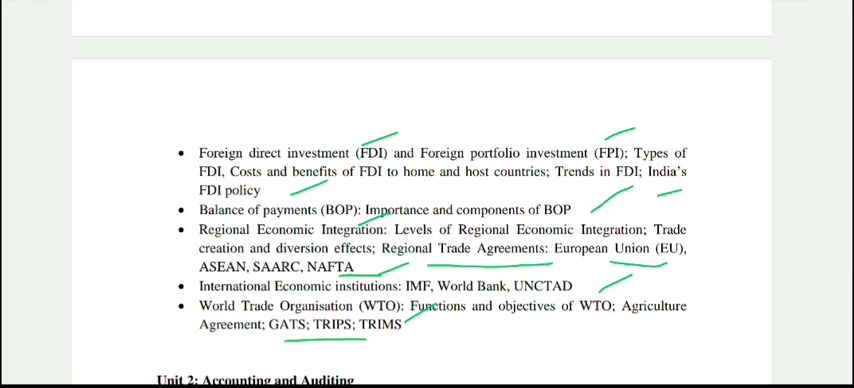 • Foreign direct investment (FDI) and Foreign portfolio investment (FPI); Types of
FDI, Costs and benefits of FDI to home and host countries; Trends in FDI; India's
FDI policy
• Balance of payments (BOP): Importance and components of BOP
• Regional Economic Integration: Levels of Regional Economic Integration; Trade
creation and diversion effects; Regional Trade Agreements: European Union (EU),
ASEAN, SAARC, NAFTA
• International Economic institutions: IMF, World Bank, UNCTAD
• World Trade Organisation (WTO): Functions and objectives of WTO; Agriculture
Agreement; GATS; TRIPS; TRIMS
Unit 2: Accounting and Auditing